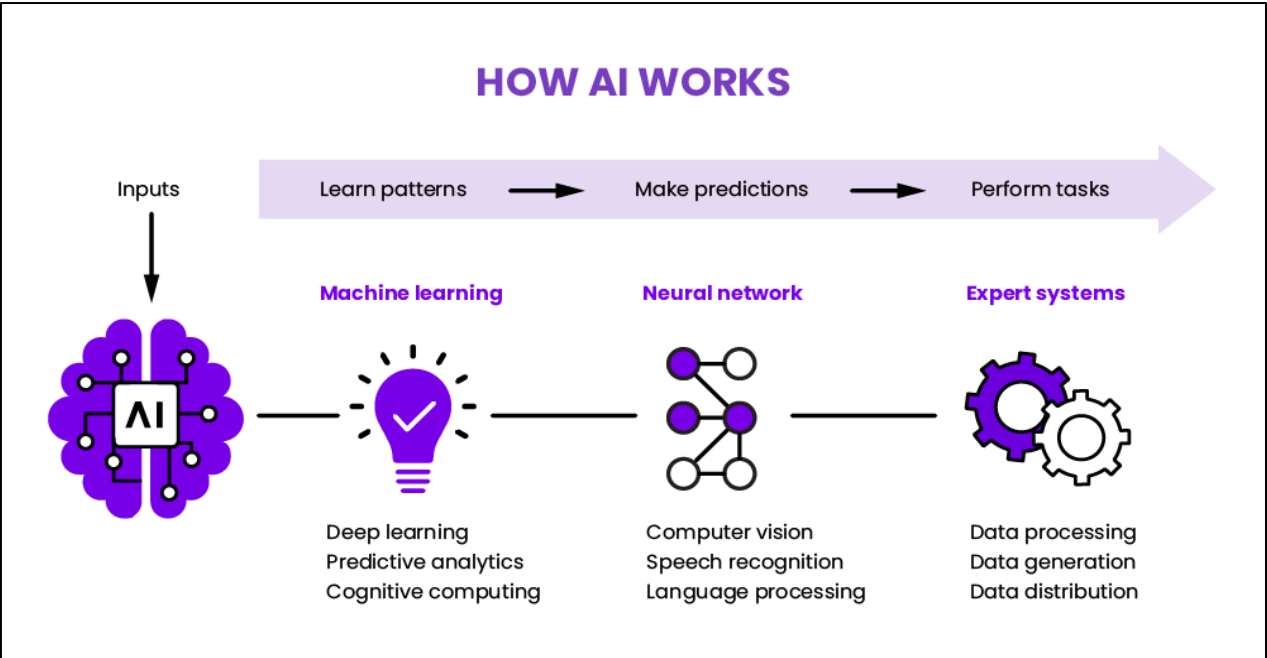 HOW AI WORKS
Inputs
Learn patterns
Make predictions
Perform tasks
Machine learning
Neural network
Expert systems
AI
Deep learning
Predictive analytics
Cognitive computing
Computer vision
Speech recognition
Language processing
Data processing
Data generation
Data distribution